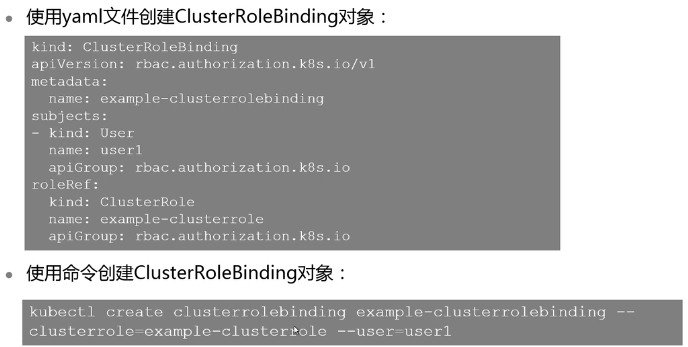 使用yaml文件创建ClusterRoleBinding对象：
kind: ClusterRoleBinding
apiVersion: rbac.authorization.k8s.io/v1
metadata:
  name: example-clusterrolebinding
subjects:
- kind: User
  name: user1
  apiGroup: rbac.authorization.k8s.io
roleRef:
  kind: ClusterRole
  name: example-clusterrole
  apiGroup: rbac.authorization.k8s.io
使用命令创建ClusterRoleBinding对象：
kubectl create clusterrolebinding example-clusterrolebinding --
clusterrole=example-clusterrole --user=user1